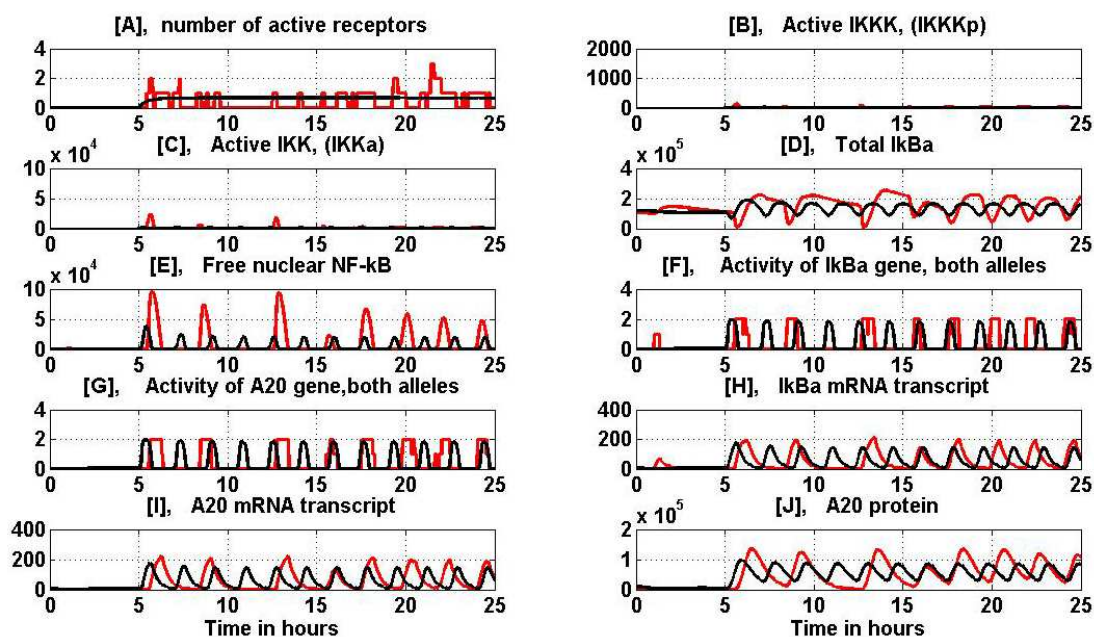 [A], number of active receptors
4
2
0
0 5 10 15 20 25
[B], Active IKKK, (IKKKp)
2000
1000
0
0 5 10 15 20 25
[C], Active IKK, (IKKa)
x 10^4
10
5
0
0 5 10 15 20 25
[D], Total IkBa
x 10^5
4
2
0
0 5 10 15 20 25
[E], Free nuclear NF-kB
x 10^4
10
5
0
0 5 10 15 20 25
[F], Activity of IkBa gene, both alleles
4
2
0
0 5 10 15 20 25
[G], Activity of A20 gene,both alleles
4
2
0
0 5 10 15 20 25
[H], IkBa mRNA transcript
400
200
0
0 5 10 15 20 25
[I], A20 mRNA transcript
400
200
0
0 5 10 15 20 25
Time in hours
[J], A20 protein
x 10^5
2
1
0
0 5 10 15 20 25
Time in hours